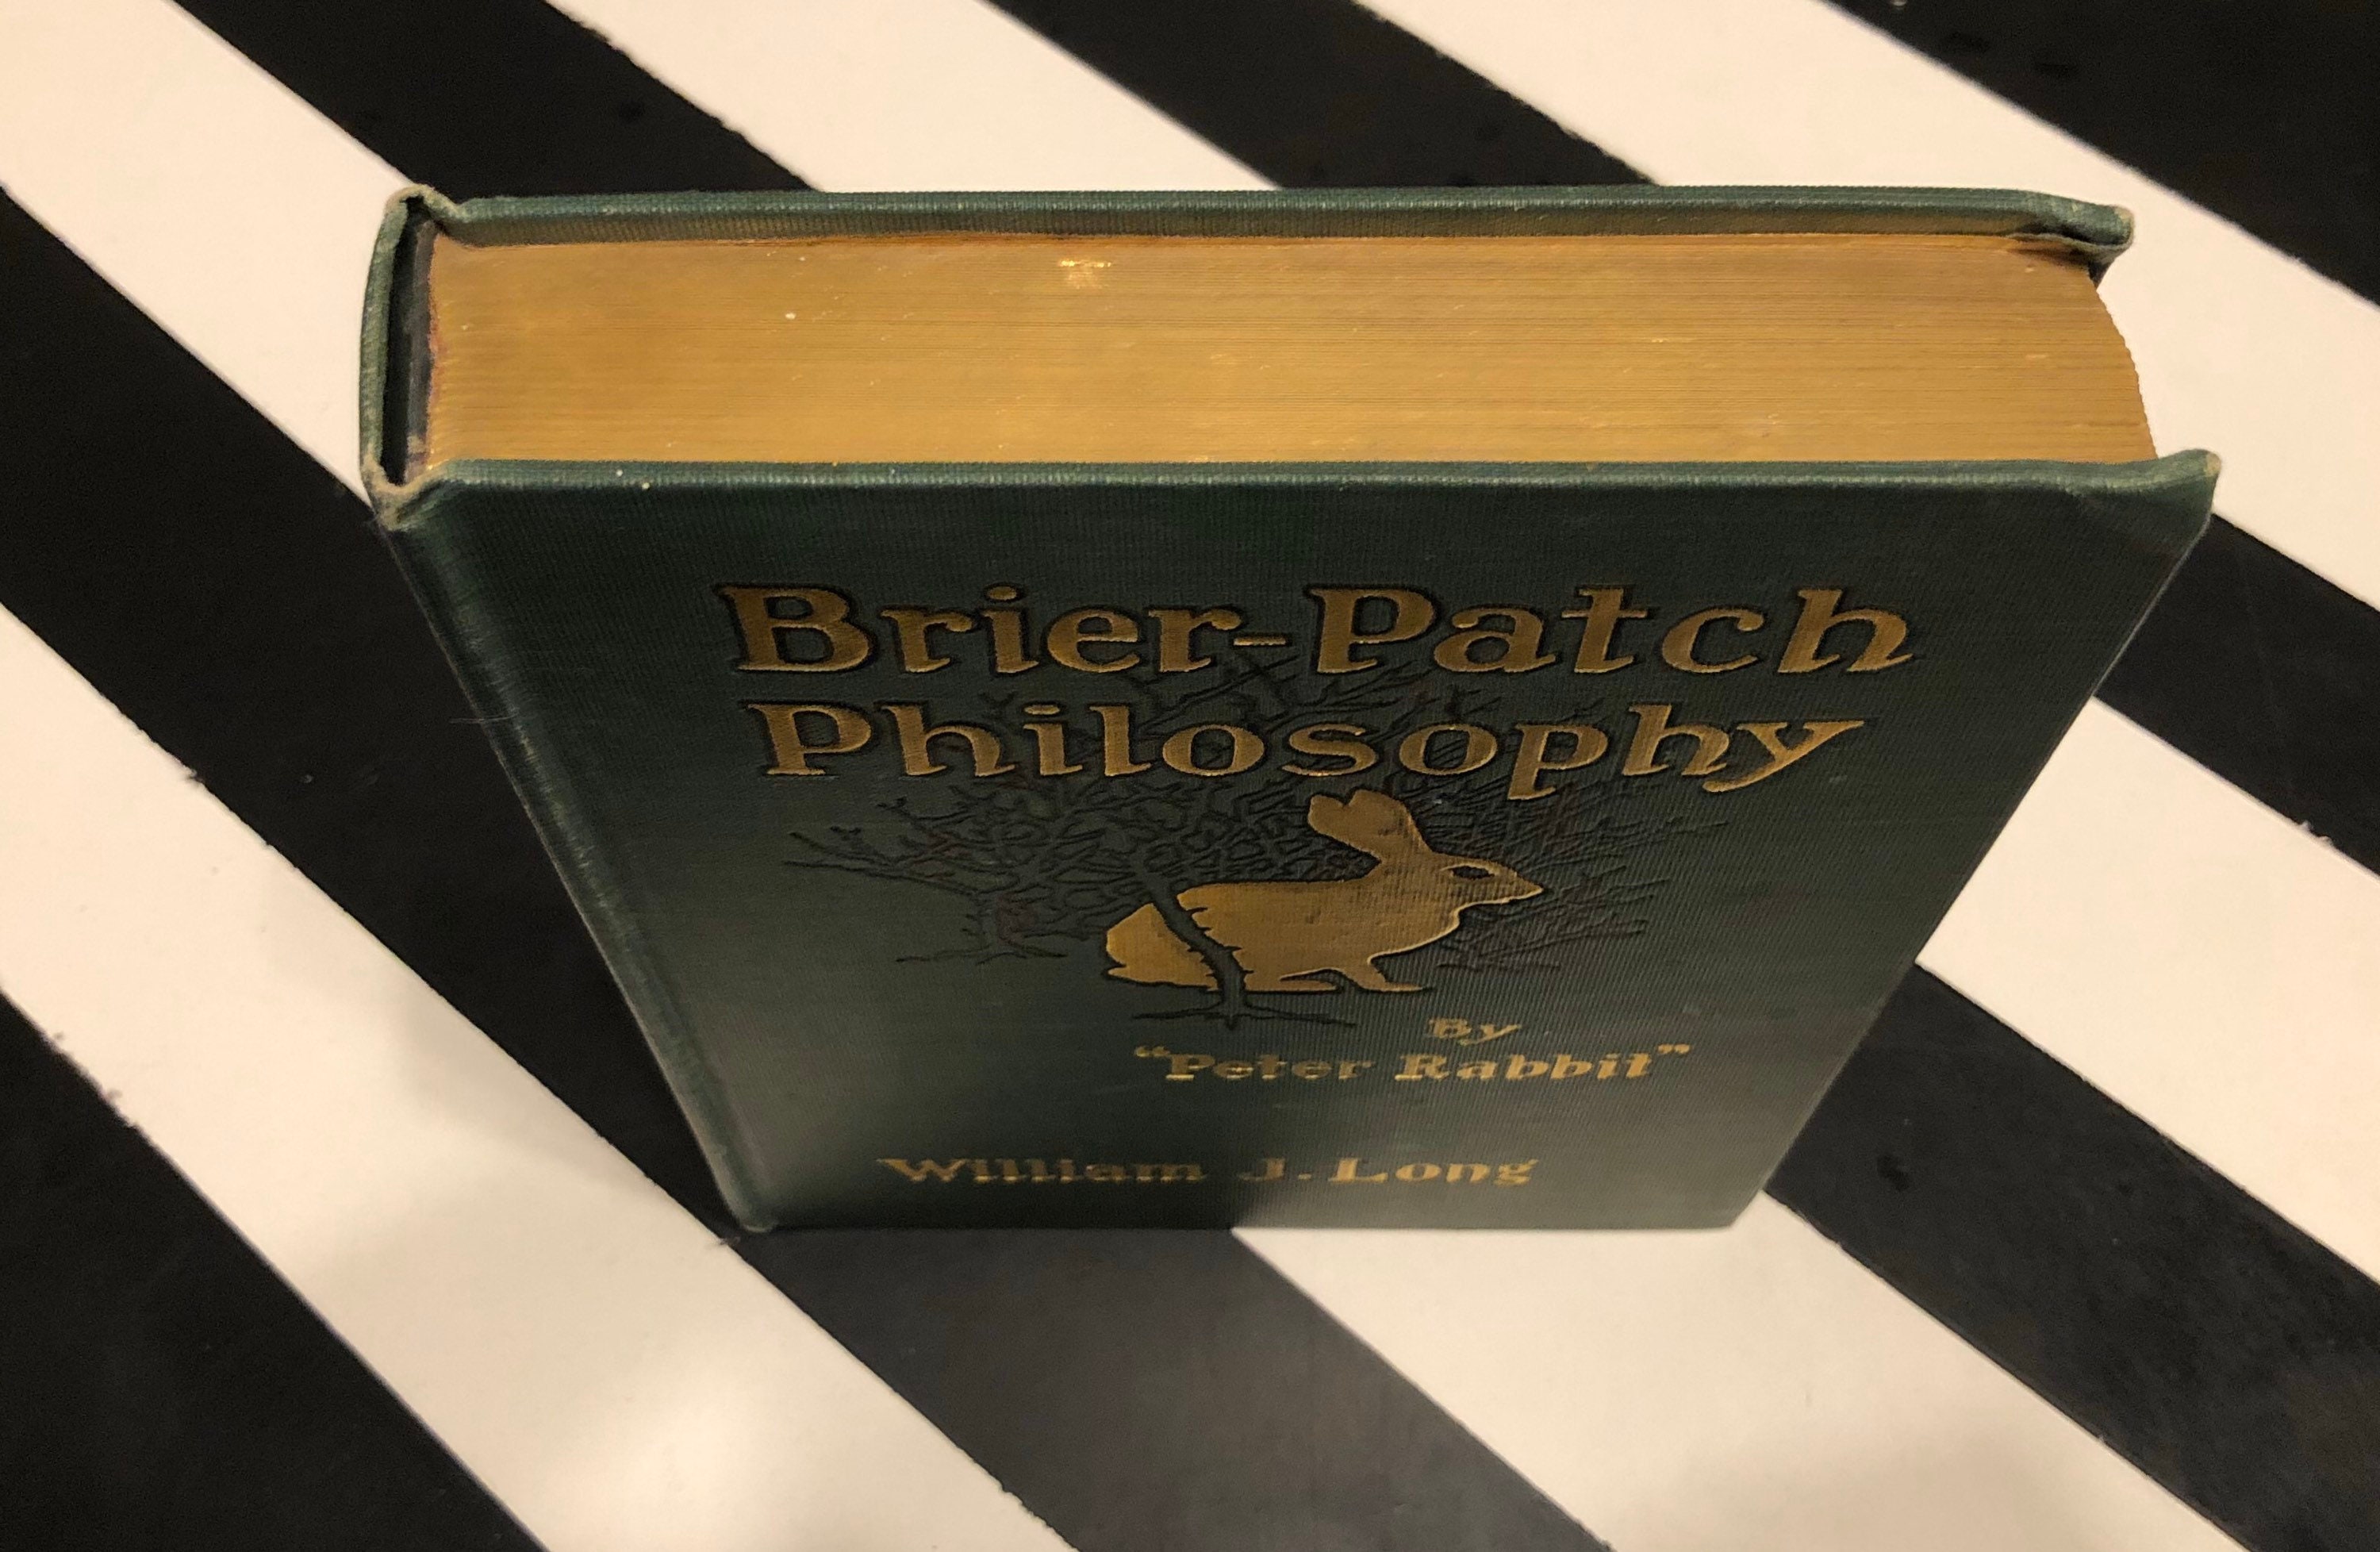 Brier-Patch
Philosophy
By
“Peter Rabbit”
William J. Long